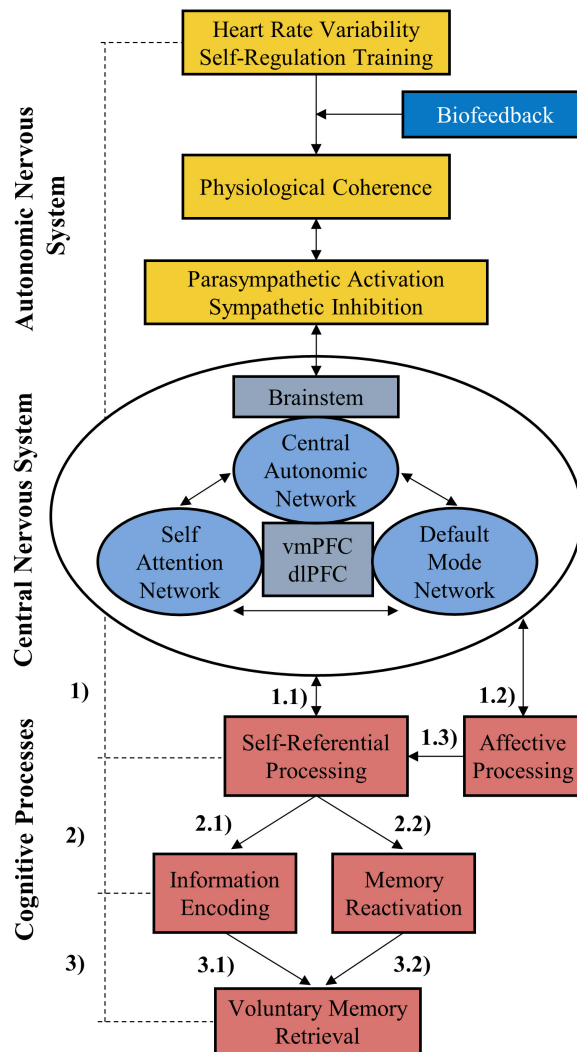 Heart Rate Variability
Self-Regulation Training
Biofeedback
Autonomic Nervous
System
Physiological Coherence
Parasympathetic Activation
Sympathetic Inhibition
Central Nervous System
Brainstem
Central
Autonomic
Network
Self
Attention
Network
vmPFC
dlPFC
Default
Mode
Network
1)
1.1)
1.2)
Cognitive Processes
Self-Referential
Processing
1.3)
Affective
Processing
2)
2.1)
2.2)
Information
Encoding
Memory
Reactivation
3)
3.1)
3.2)
Voluntary Memory
Retrieval